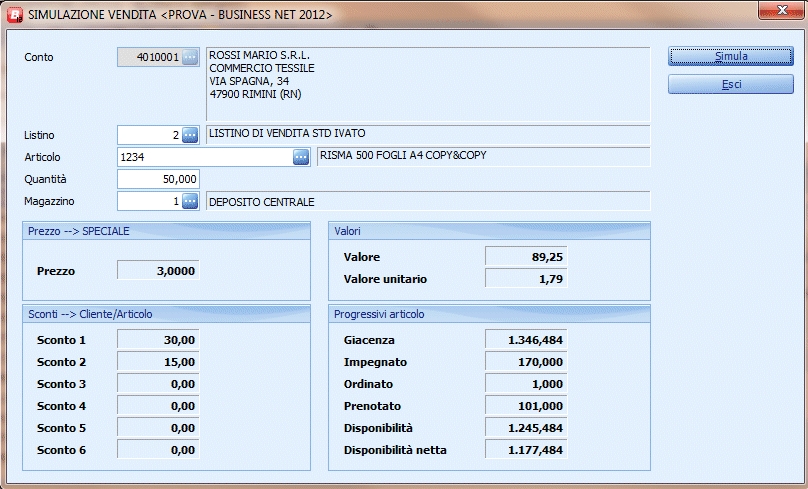 SIMULAZIONE VENDITA <PROVA - BUSINESS NET 2012>
Conto 4010001 ROSSI MARIO S.R.L.
COMMERCIO TESSILE
VIA SPAGNA, 34
47900 RIMINI (RN)
Simula
Esci
Listino 2 LISTINO DI VENDITA STD IVATO
Articolo 1234 RISMA 500 FOGLI A4 COPY&COPY
Quantità 50,000
Magazzino 1 DEPOSITO CENTRALE
Prezzo --> SPECIALE
Prezzo 3,0000
Valori
Valore 89,25
Valore unitario 1,79
Sconti --> Cliente/Articolo
Sconto 1 30,00
Sconto 2 15,00
Sconto 3 0,00
Sconto 4 0,00
Sconto 5 0,00
Sconto 6 0,00
Progressivi articolo
Giacenza 1.346,484
Impegnato 170,000
Ordinato 1,000
Prenotato 101,000
Disponibilità 1.245,484
Disponibilità netta 1.177,484